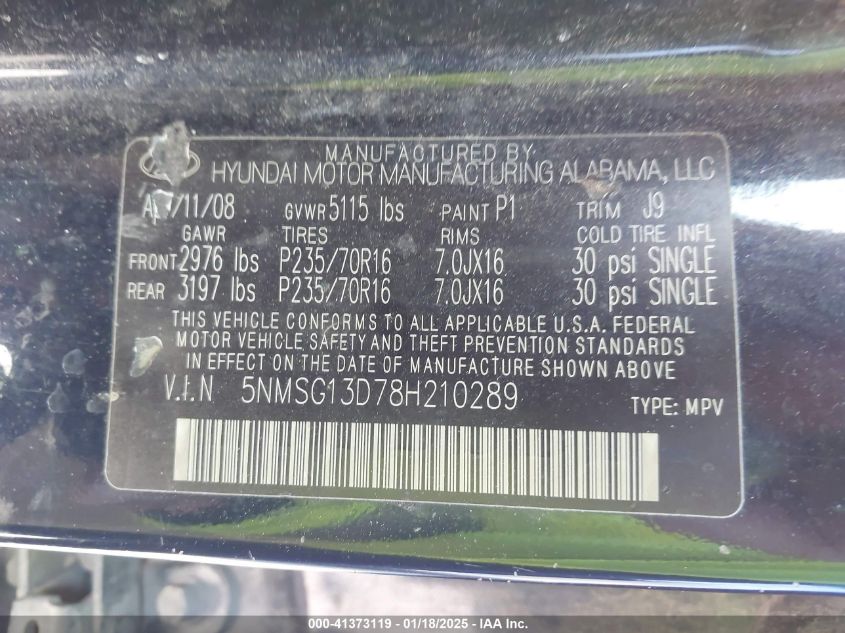 MANUFACTURED BY
HYUNDAI MOTOR MANUFACTURING ALABAMA, LLC
/11/08 GVWR 5115 lbs PAINT P1 TRIM J9
GAWR TIRES RIMS COLD TIRE INFL
FRONT 2976 lbs P235/70R16 7.0JX16 30 psi SINGLE
REAR 3197 lbs P235/70R16 7.0JX16 30 psi SINGLE
THIS VEHICLE CONFORMS TO ALL APPLICABLE U.S.A. FEDERAL
MOTOR VEHICLE SAFETY AND THEFT PREVENTION STANDARDS
IN EFFECT ON THE DATE OF MANUFACTURE SHOWN ABOVE.
V.I.N 5NMSG13D78H210289 TYPE: MPV
000-41373119 - 01/18/2025 - IAA Inc.